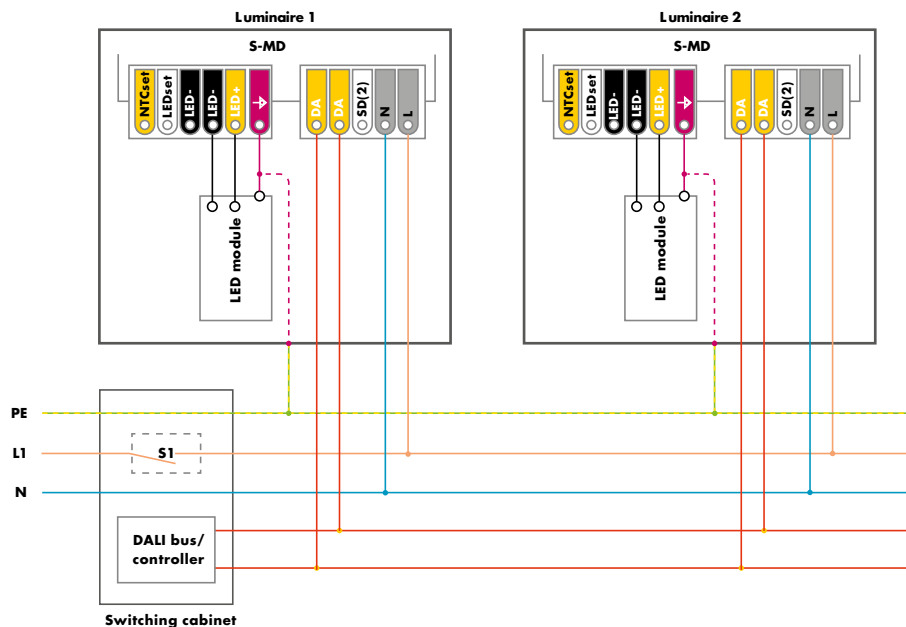 Luminaire 1
S-MD
NTCset
LEDset
LED-
LED-
LED+
DA
DA
SD(2)
N
L
LED module
Luminaire 2
S-MD
NTCset
LEDset
LED-
LED-
LED+
DA
DA
SD(2)
N
L
LED module
PE
L1
S1
N
DALI bus/
controller
Switching cabinet